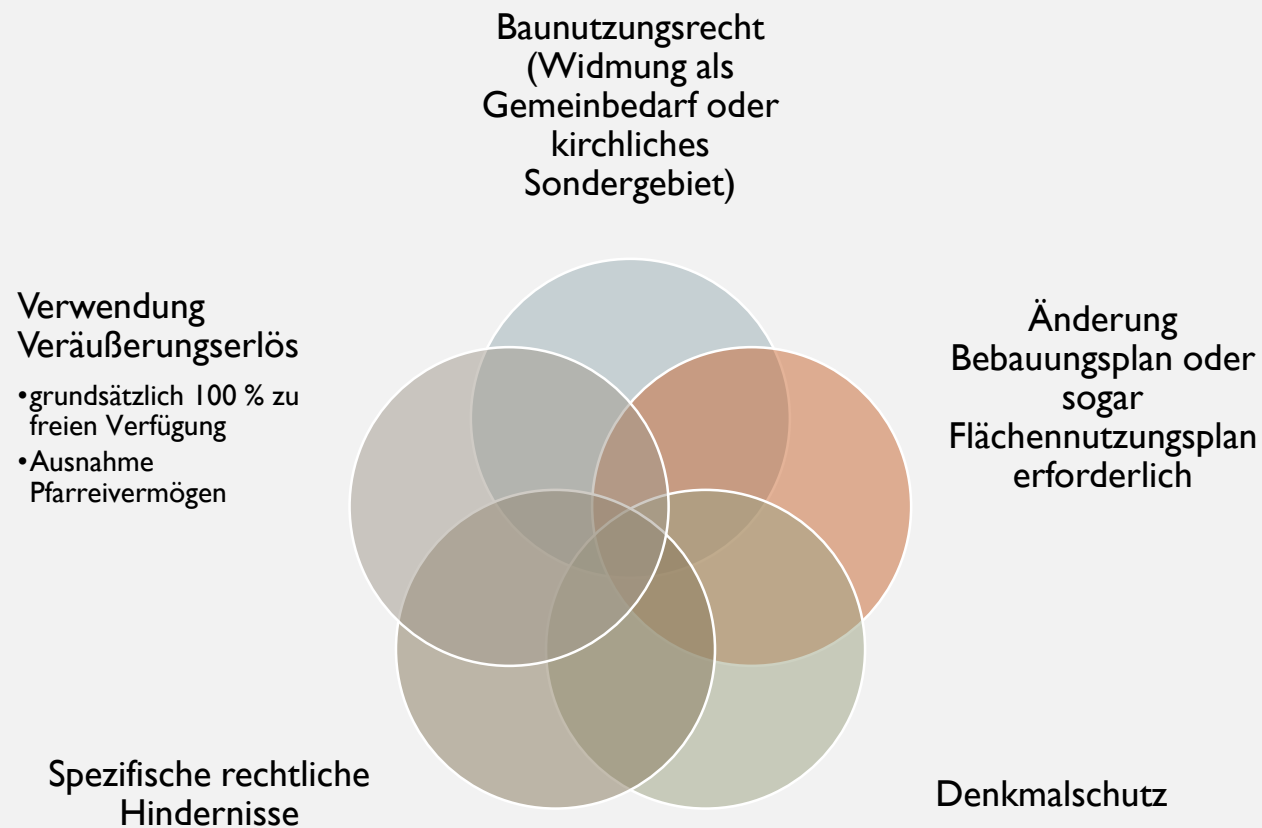 Baunutzungsrecht
(Widmung als
Gemeinbedarf oder
kirchliches
Sondergebiet)
Änderung
Bebauungsplan oder
sogar
Flächennutzungsplan
erforderlich
Denkmalschutz
Spezifische rechtliche
Hindernisse
Verwendung
Veräußerungserlös
•grundsätzlich 100 % zu
freien Verfügung
•Ausnahme
Pfarreivermögen